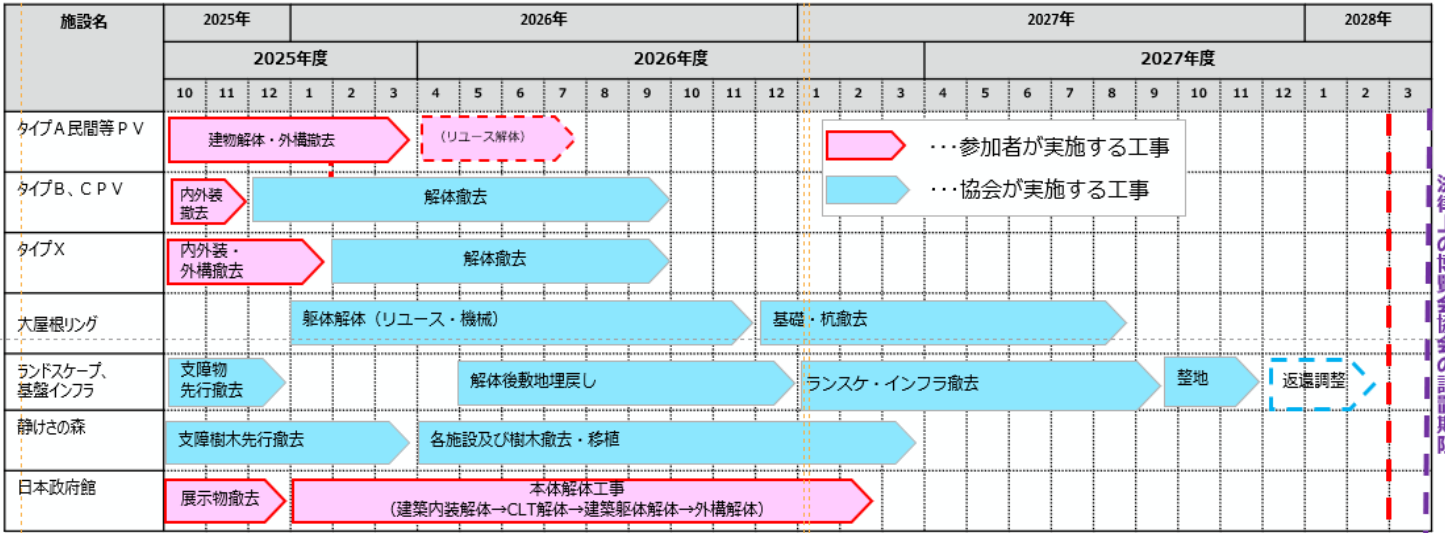 施設名
2025年
2026年
2027年
2028年
2025年度
2026年度
2027年度
10 11 12 1 2 3 4 5 6 7 8 9 10 11 12 1 2 3 4 5 6 7 8 9 10 11 12 1 2 3
タイプA民間等PV
建物解体・外構撤去
(リユース解体)
・・・参加者が実施する工事
・・・協会が実施する工事
タイプB、CPV
内外装
撤去
解体撤去
タイプX
内外装・
外構撤去
解体撤去
大屋根リング
躯体解体（リユース・機械）
基礎・杭撤去
ランドスケープ、
基盤インフラ
支障物
先行撤去
解体後敷地埋戻し
ランスケ・インフラ撤去
整地
返還調整
静けさの森
支障樹木先行撤去
各施設及び樹木撤去・移植
日本政府館
展示物撤去
本体解体工事
（建築内装解体→CLT解体→建築躯体解体→外構解体）